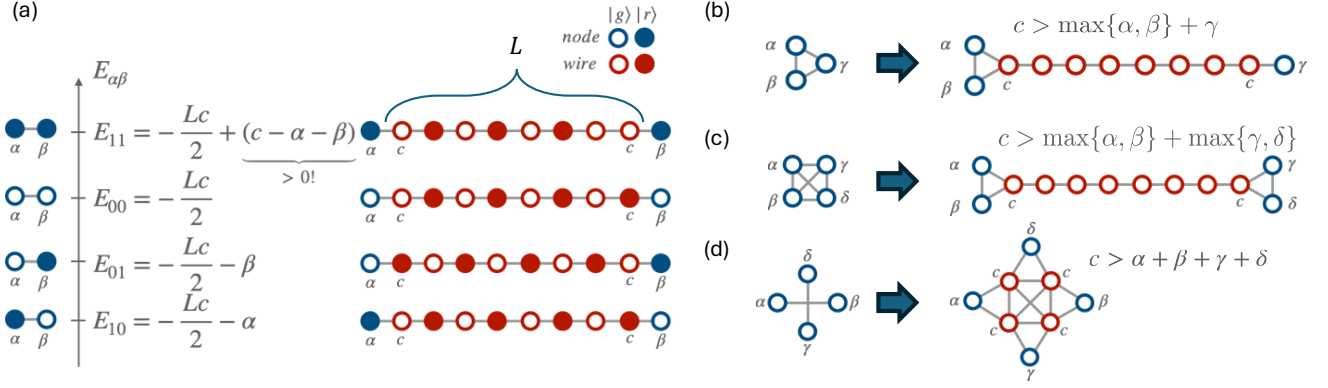 (a)
|g⟩ |r⟩
node
wire
L
E_{αβ}
α β E_{11} = − Lc/2 + (c − α − β) α c c β
> 0!
α β E_{00} = − Lc/2 α c c β
α β E_{01} = − Lc/2 − β α c c β
α β E_{10} = − Lc/2 − α α c c β
(b)
c > max{α, β} + γ
α β γ
α β c c γ
(c)
c > max{α, β} + max{γ, δ}
α γ β δ
α β c c γ δ
(d)
c > α + β + γ + δ
δ α β γ
δ c c α β c c γ